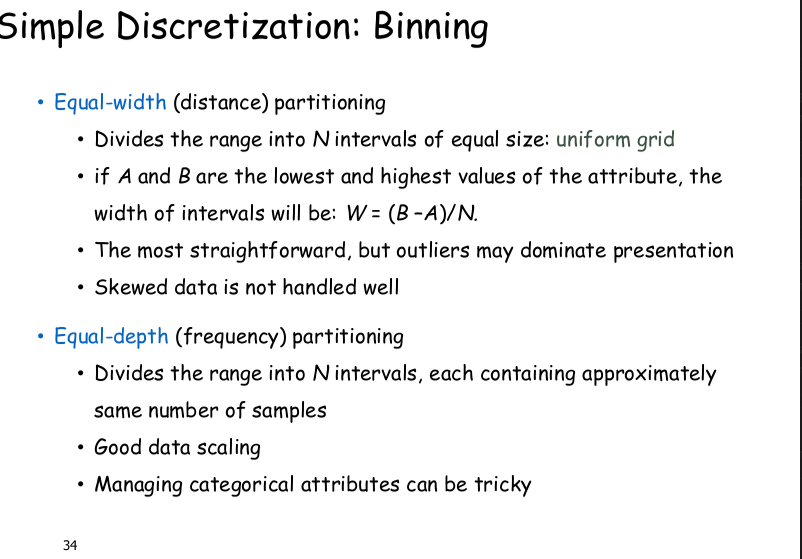 Simple Discretization: Binning
• Equal-width (distance) partitioning
• Divides the range into N intervals of equal size: uniform grid
• if A and B are the lowest and highest values of the attribute, the
width of intervals will be: W = (B –A)/N.
• The most straightforward, but outliers may dominate presentation
• Skewed data is not handled well
• Equal-depth (frequency) partitioning
• Divides the range into N intervals, each containing approximately
same number of samples
• Good data scaling
• Managing categorical attributes can be tricky
34